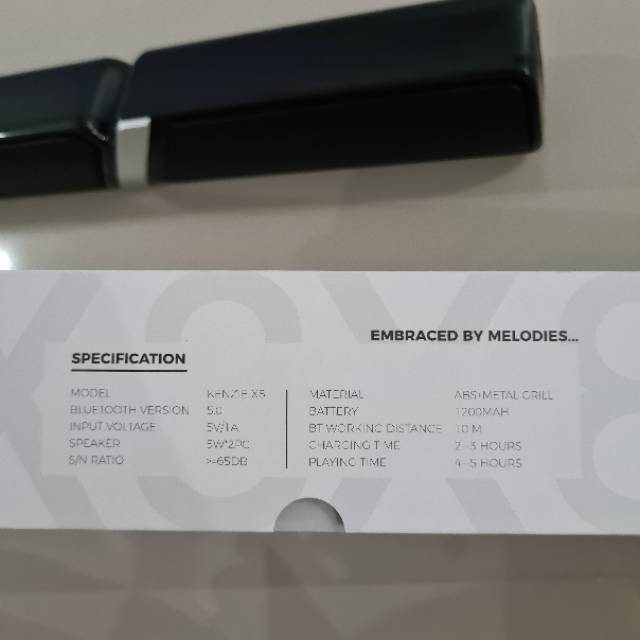 EMBRACED BY MELODIES...
SPECIFICATION
MODEL KENZIE X5
BLUETOOTH VERSION 5.0
INPUT VOLTAGE 5V/1A
SPEAKER 5W*2PC
S/N RATIO >=65DB
MATERIAL ABS+METAL GRILL
BATTERY 1200MAH
BT WORKING DISTANCE 10 M
CHARGING TIME 2-3 HOURS
PLAYING TIME 4-5 HOURS